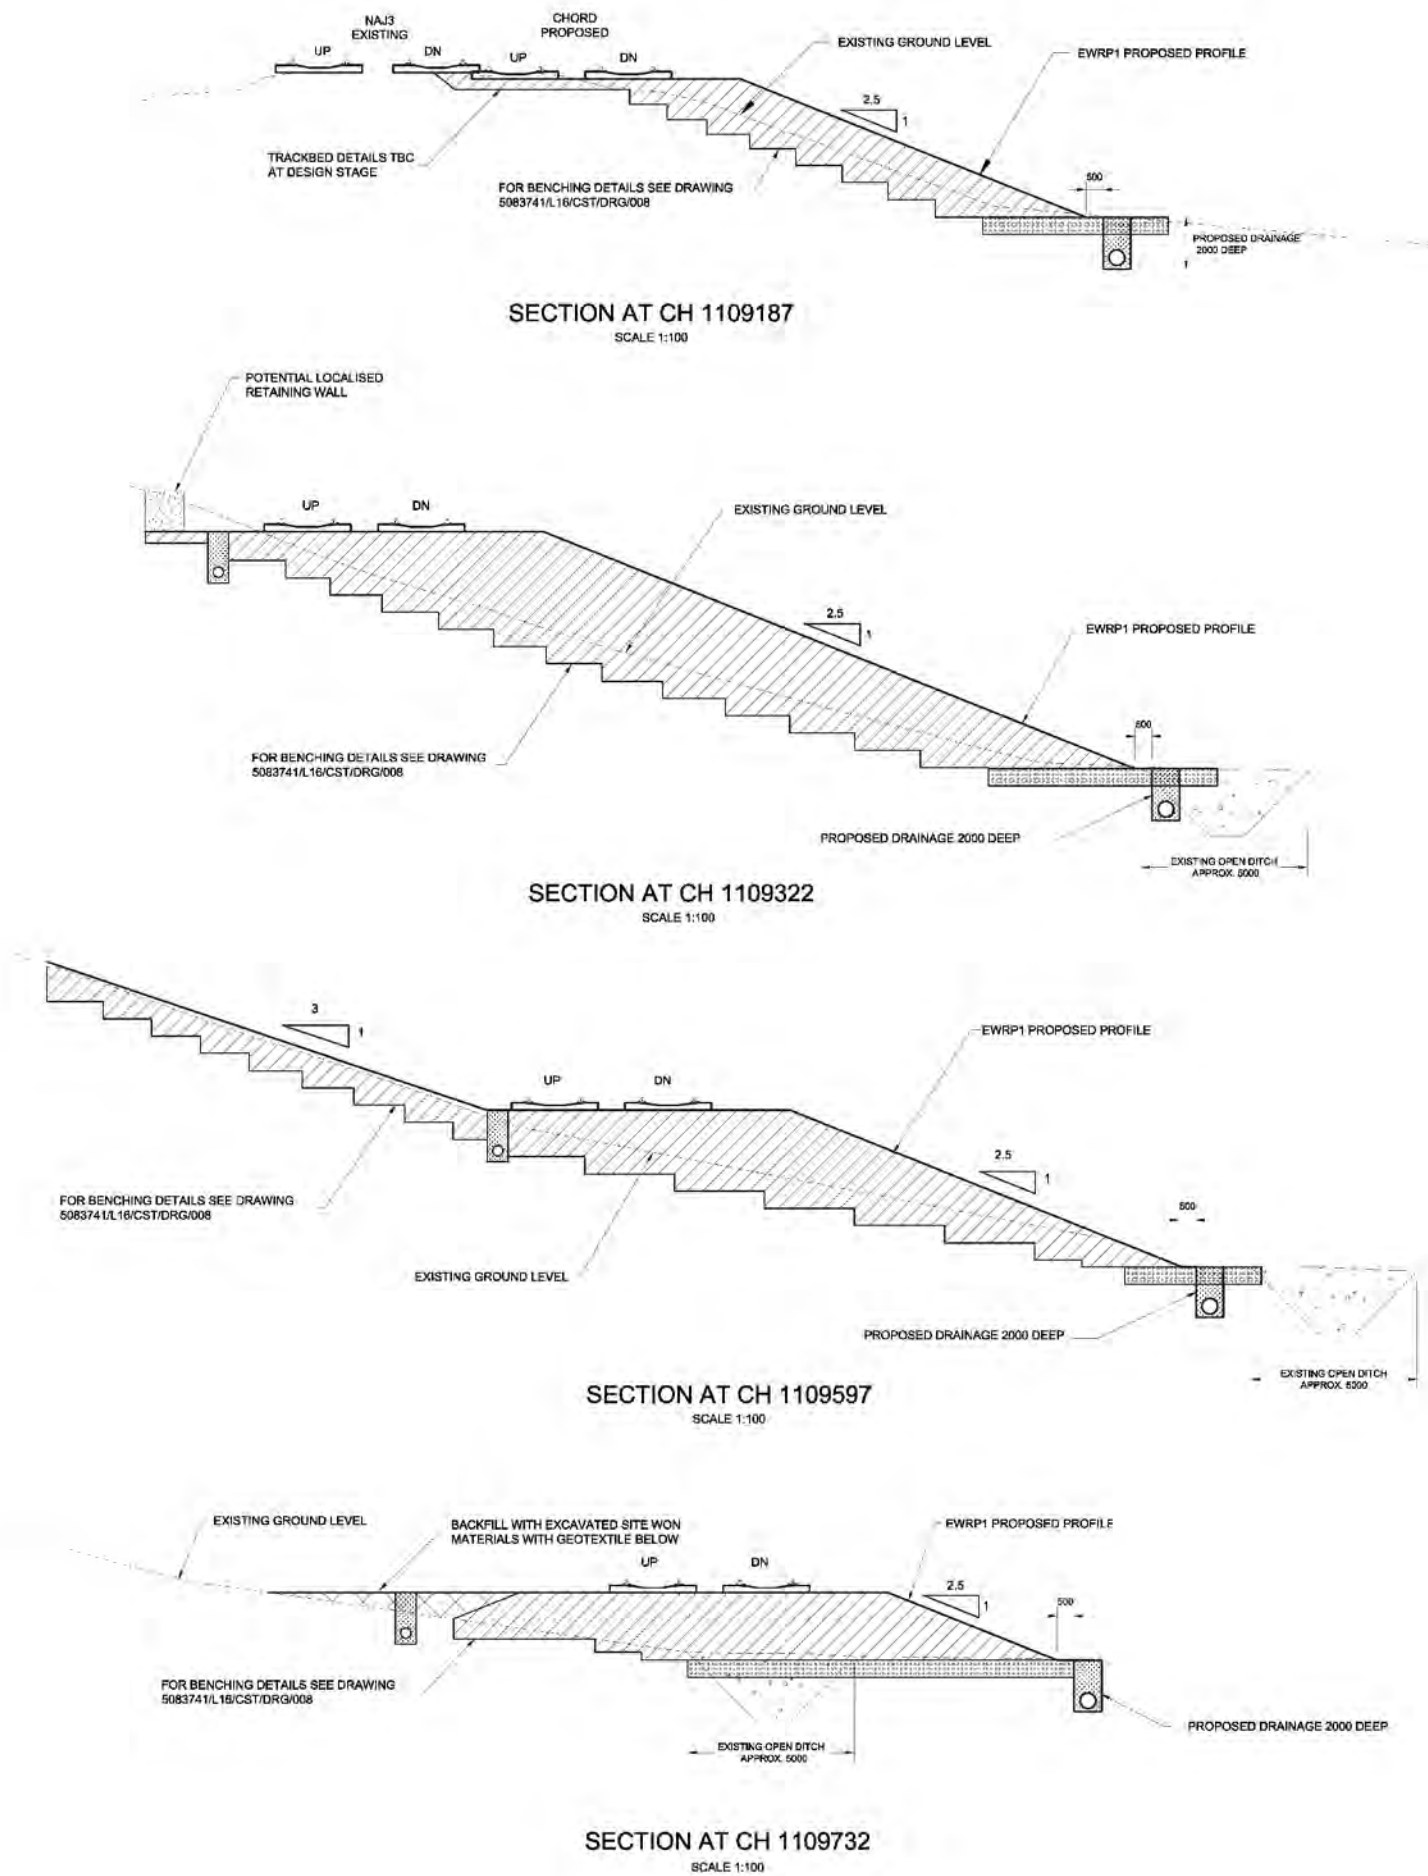 NAJ3
EXISTING
CHORD
PROPOSED
UP
DN
UP
DN
EXISTING GROUND LEVEL
EWRP1 PROPOSED PROFILE
2.5
1
TRACKBED DETAILS TBC
AT DESIGN STAGE
FOR BENCHING DETAILS SEE DRAWING
5083741/L16/CST/DRG/008
500
PROPOSED DRAINAGE
2000 DEEP
SECTION AT CH 1109187
SCALE 1:100
POTENTIAL LOCALISED
RETAINING WALL
UP
DN
EXISTING GROUND LEVEL
2.5
1
EWRP1 PROPOSED PROFILE
500
FOR BENCHING DETAILS SEE DRAWING
5083741/L16/CST/DRG/008
PROPOSED DRAINAGE 2000 DEEP
EXISTING OPEN DITCH
APPROX. 5000
SECTION AT CH 1109322
SCALE 1:100
3
1
EWRP1 PROPOSED PROFILE
UP
DN
2.5
1
FOR BENCHING DETAILS SEE DRAWING
5083741/L16/CST/DRG/008
500
EXISTING GROUND LEVEL
PROPOSED DRAINAGE 2000 DEEP
EXISTING OPEN DITCH
APPROX. 5000
SECTION AT CH 1109597
SCALE 1:100
EXISTING GROUND LEVEL
BACKFILL WITH EXCAVATED SITE WON
MATERIALS WITH GEOTEXTILE BELOW
EWRP1 PROPOSED PROFILE
UP
DN
2.5
1
500
FOR BENCHING DETAILS SEE DRAWING
5083741/L16/CST/DRG/008
PROPOSED DRAINAGE 2000 DEEP
EXISTING OPEN DITCH
APPROX. 5000
SECTION AT CH 1109732
SCALE 1:100